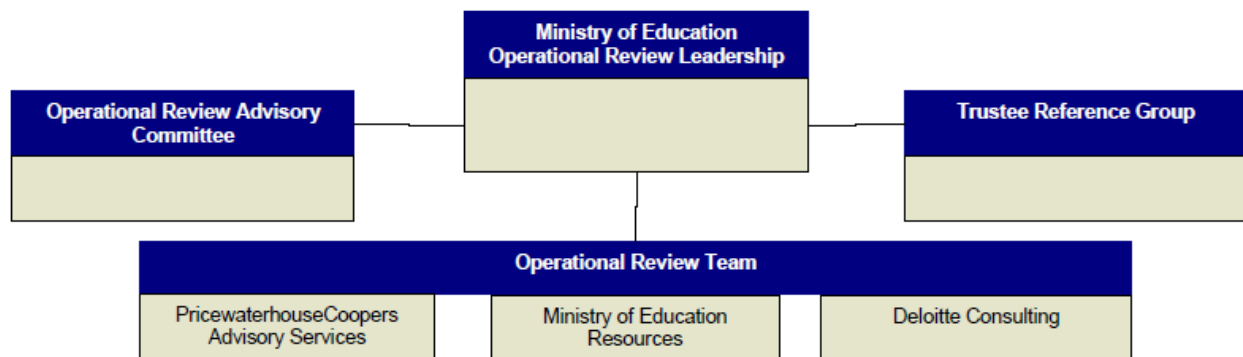 Ministry of Education
Operational Review Leadership
Operational Review Advisory
Committee
Trustee Reference Group
Operational Review Team
PricewaterhouseCoopers
Advisory Services
Ministry of Education
Resources
Deloitte Consulting